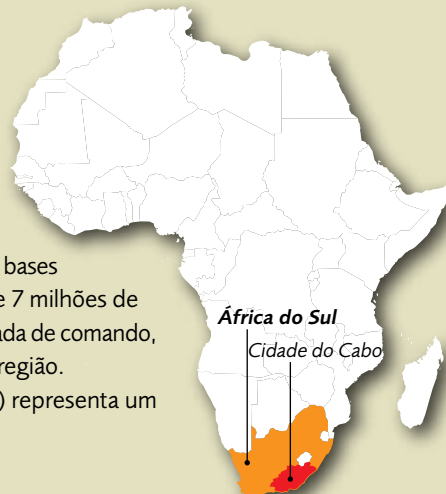 bases
e 7 milhões de
ada de comando,
região.
) representa um
África do Sul
Cidade do Cabo